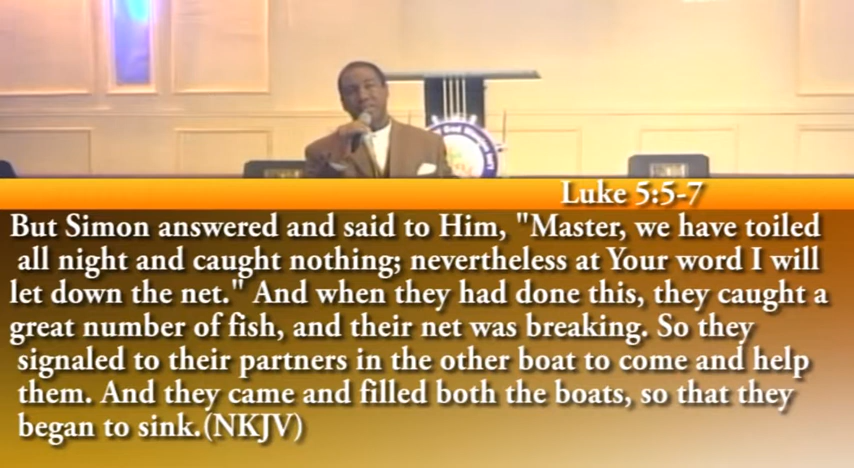 Luke 5:5-7
But Simon answered and said to Him, "Master, we have toiled
all night and caught nothing; nevertheless at Your word I will
let down the net." And when they had done this, they caught a
great number of fish, and their net was breaking. So they
signaled to their partners in the other boat to come and help
them. And they came and filled both the boats, so that they
began to sink.(NKJV)